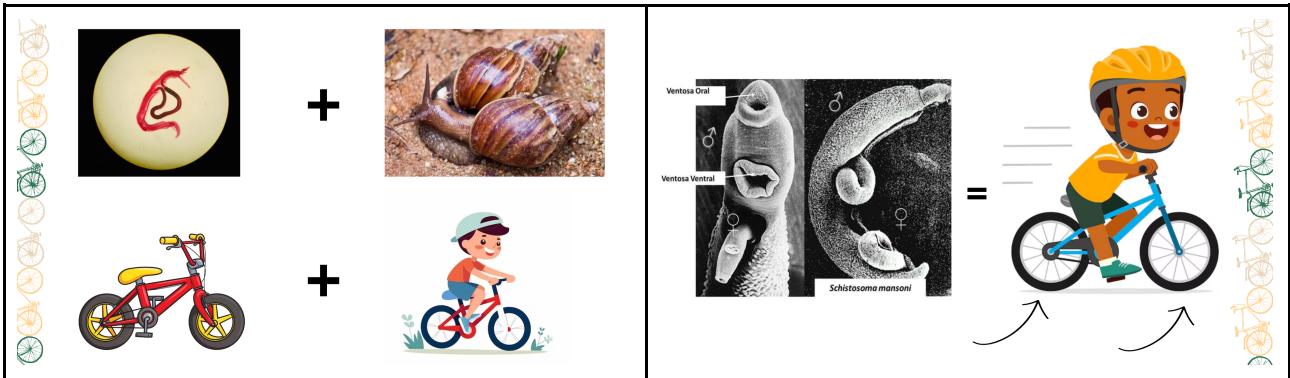 +
+
Ventosa Oral
♂
♂
Ventosa Ventral
=
♀
♀
Schistosoma mansoni